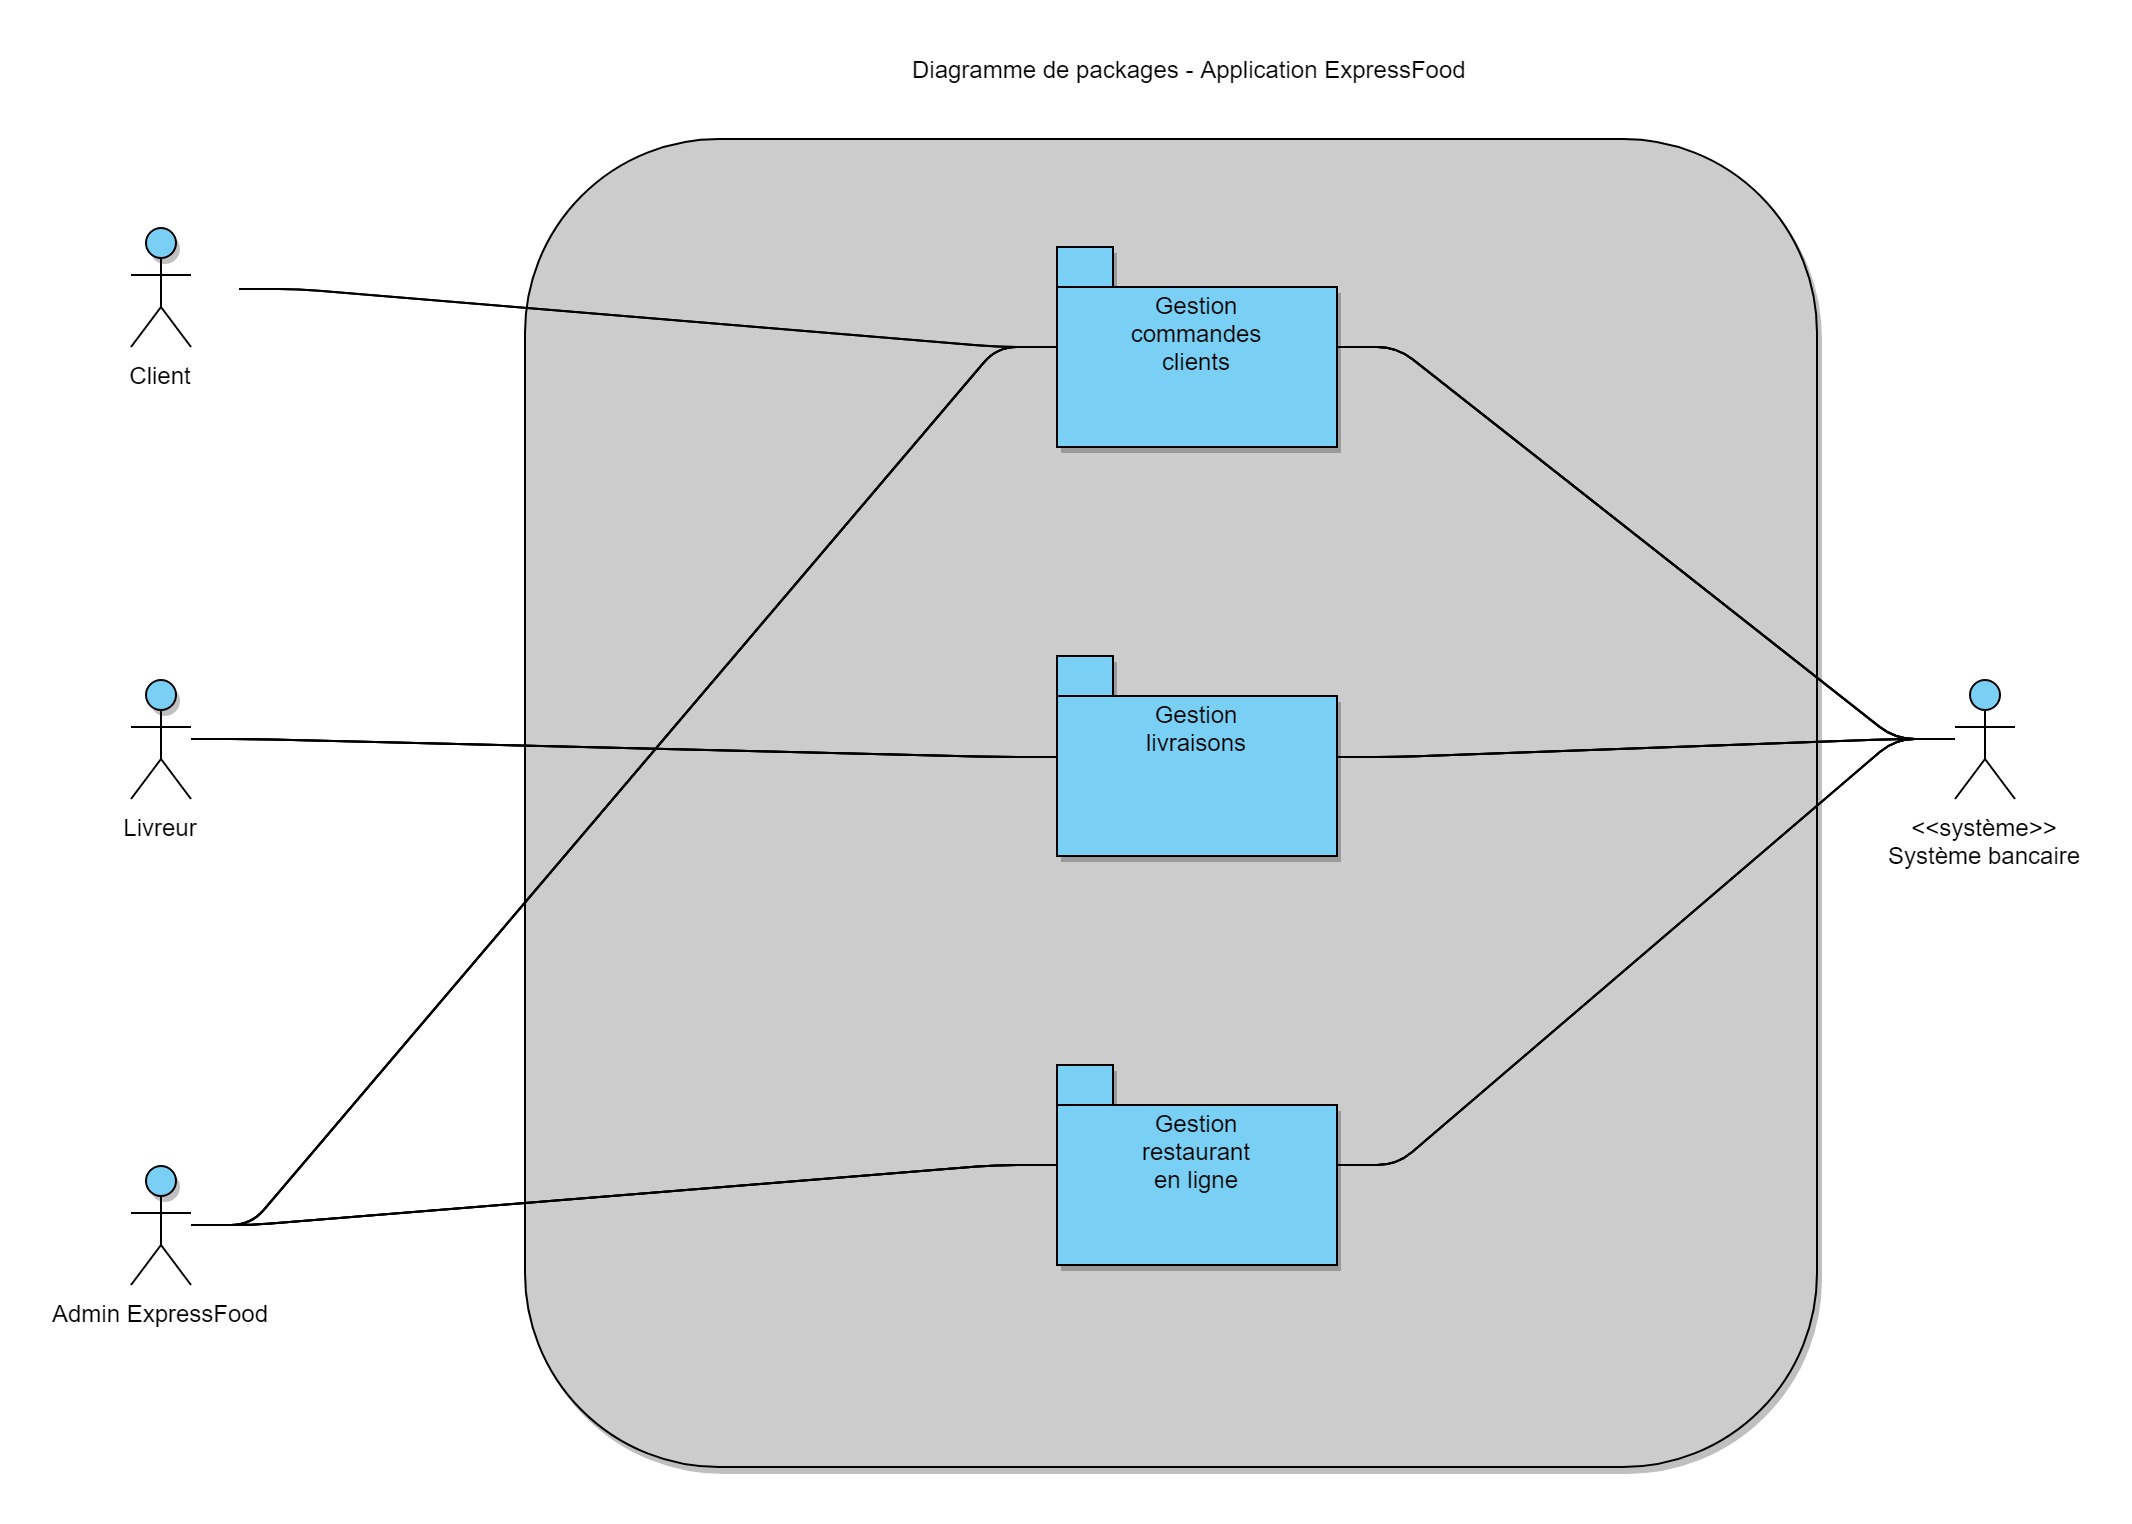 Diagramme de packages - Application ExpressFood
Client
Gestion
commandes
clients
Livreur
Gestion
livraisons
<<système>>
Système bancaire
Gestion
restaurant
en ligne
Admin ExpressFood